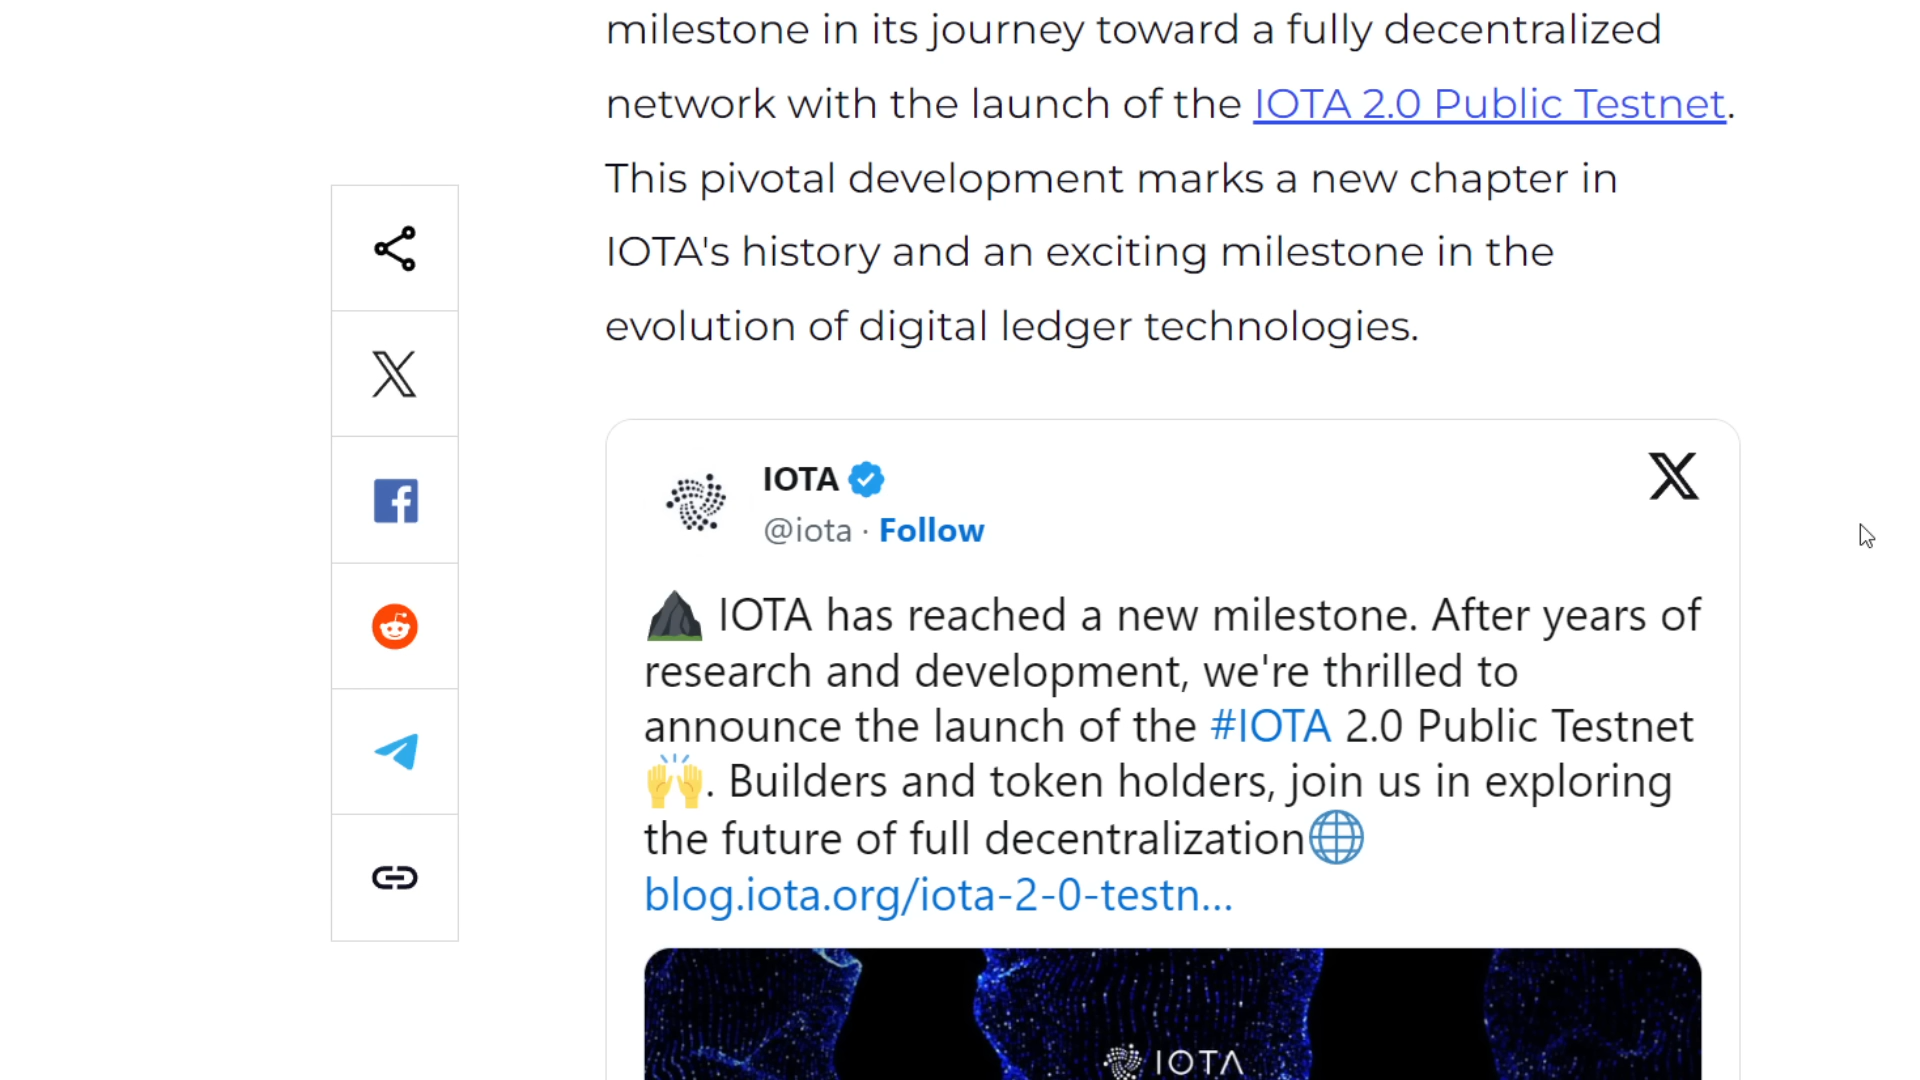 milestone in its journey toward a fully decentralized
network with the launch of the IOTA 2.0 Public Testnet.
This pivotal development marks a new chapter in
IOTA's history and an exciting milestone in the
evolution of digital ledger technologies.
IOTA
@iota · Follow
IOTA has reached a new milestone. After years of
research and development, we're thrilled to
announce the launch of the #IOTA 2.0 Public Testnet
🙌. Builders and token holders, join us in exploring
the future of full decentralization🌐
blog.iota.org/iota-2-0-testn...
IOTA